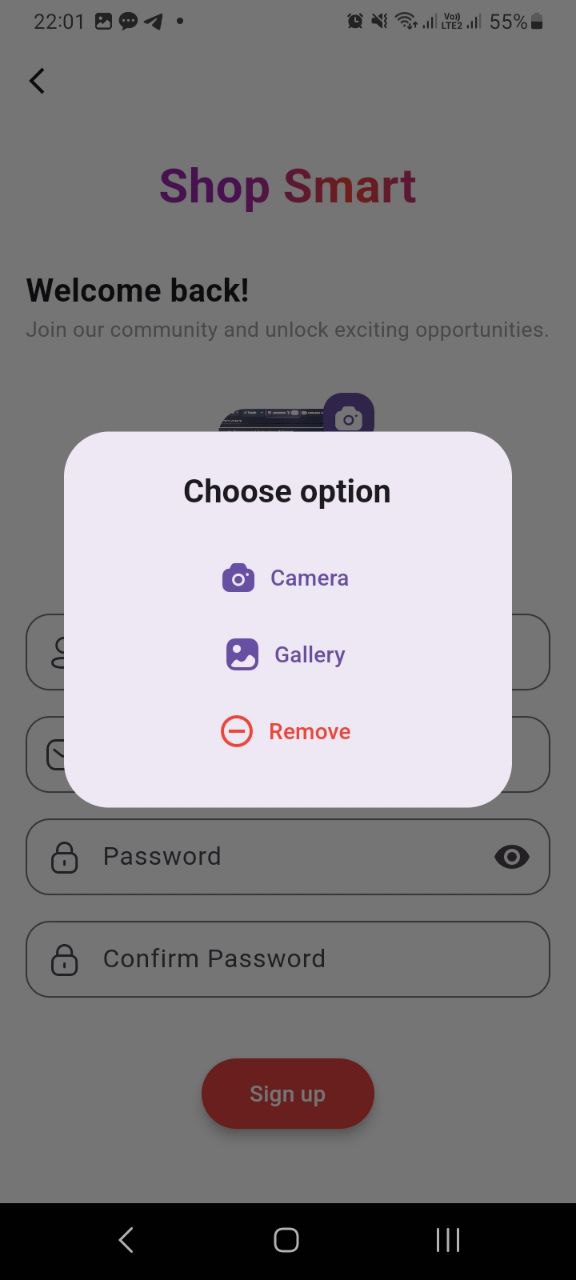 22:01
Vo)) LTE2
55%
Shop Smart
Welcome back!
Join our community and unlock exciting opportunities.
Choose option
Camera
Gallery
Remove
Password
Confirm Password
Sign up